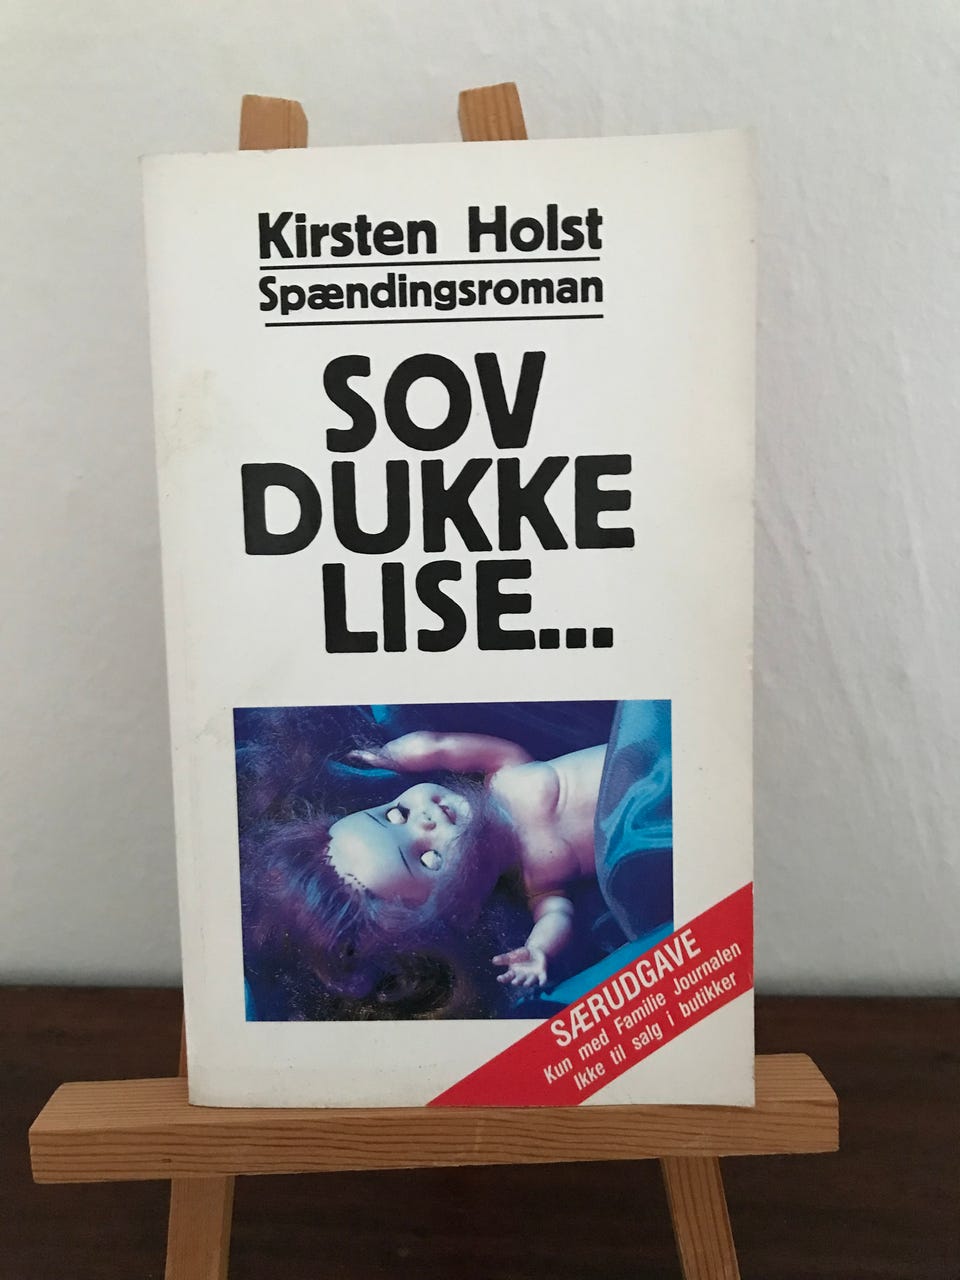 Kirsten Holst
Spændingsroman
SOV
DUKKE
LISE...
SÆRUDGAVE
Kun med Familie Journalen
Ikke til salg i butikker